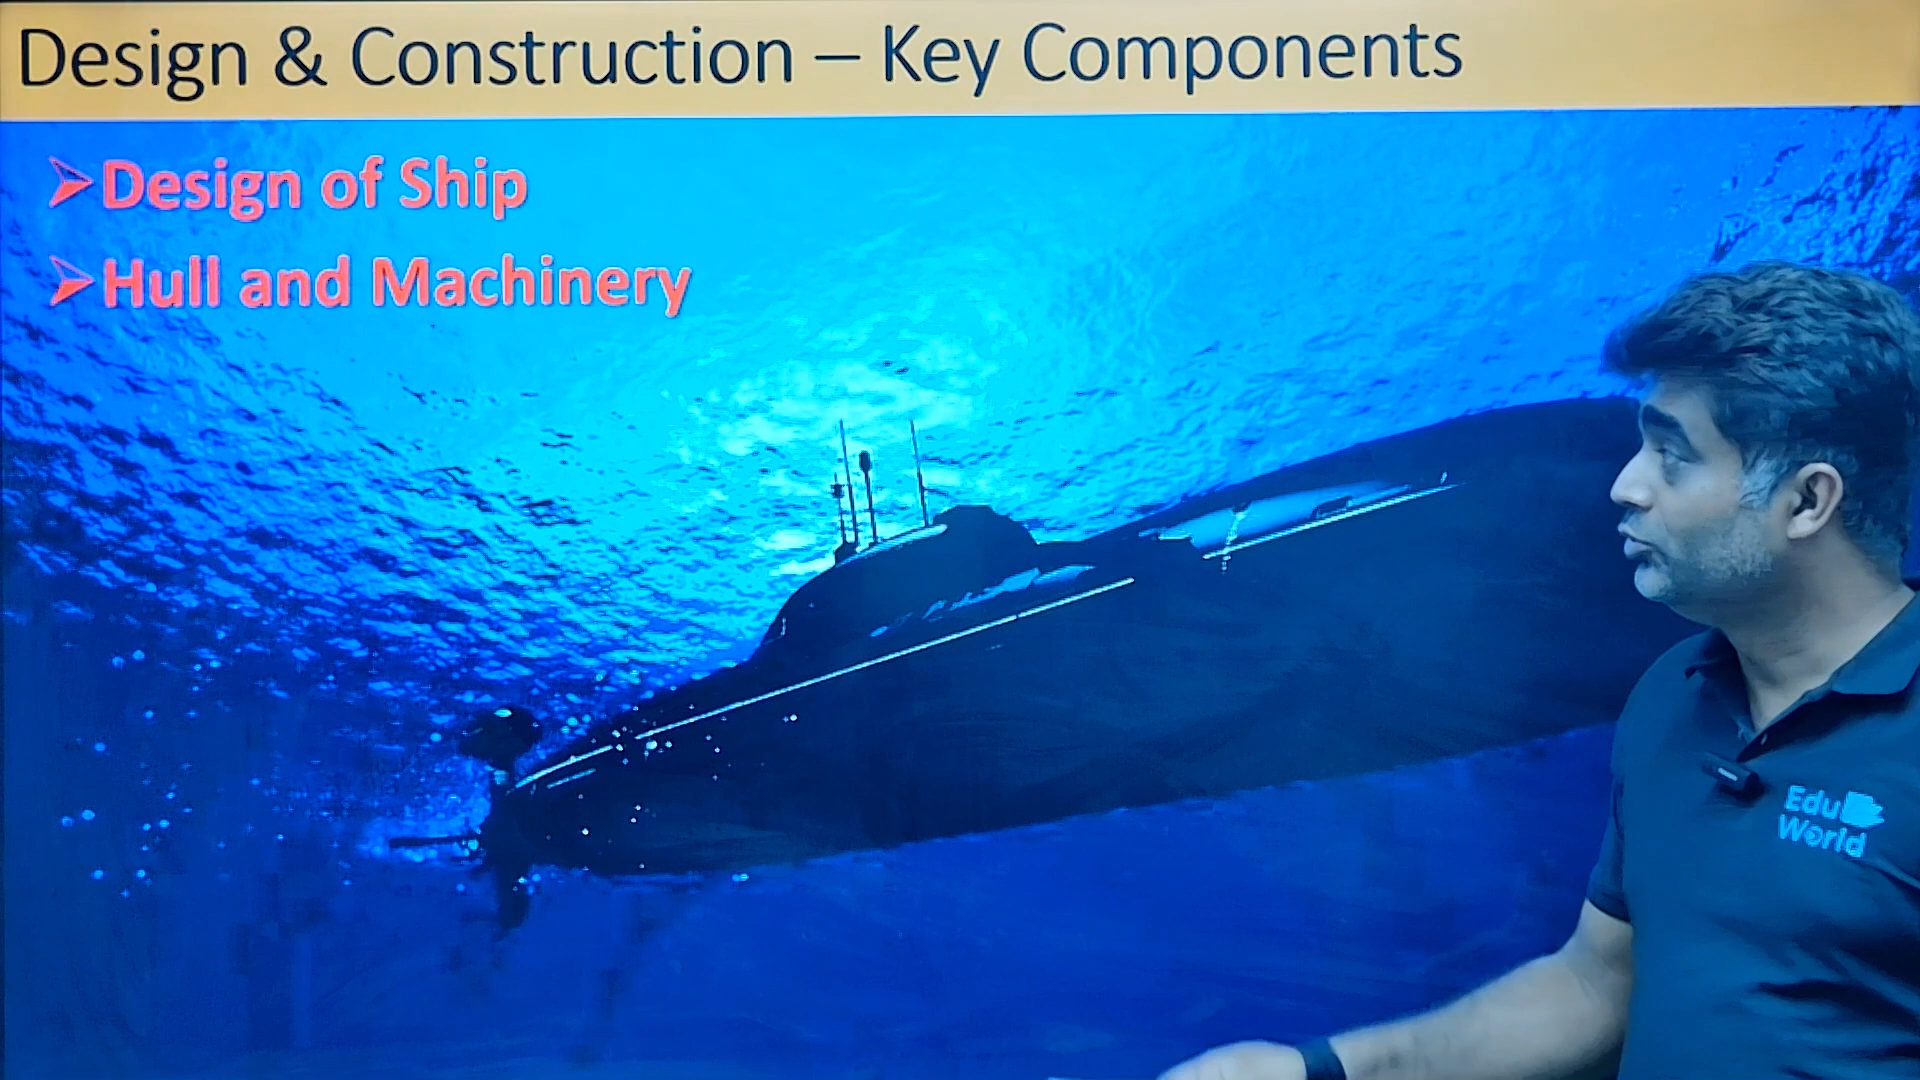 Design & Construction – Key Components
➢Design of Ship
➢Hull and Machinery
Edu
World